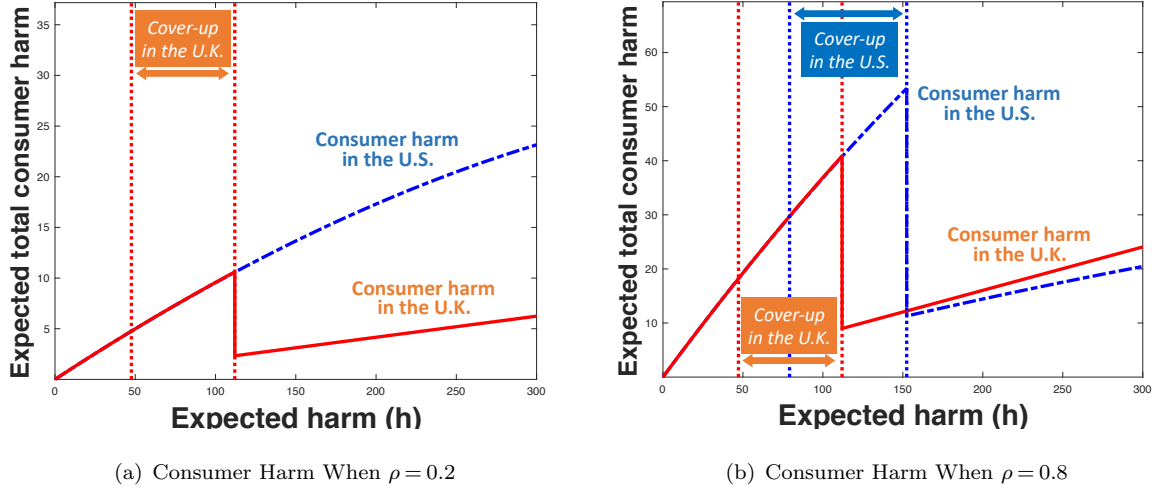 Expected total consumer harm
35
30
25
20
15
10
5
0
50
100
150
200
250
300
Expected harm (h)
Cover-up
in the U.K.
Consumer harm
in the U.S.
Consumer harm
in the U.K.
(a) Consumer Harm When ρ = 0.2
Expected total consumer harm
60
50
40
30
20
10
0
50
100
150
200
250
300
Expected harm (h)
Cover-up
in the U.S.
Consumer harm
in the U.S.
Consumer harm
in the U.K.
Cover-up
in the U.K.
(b) Consumer Harm When ρ = 0.8